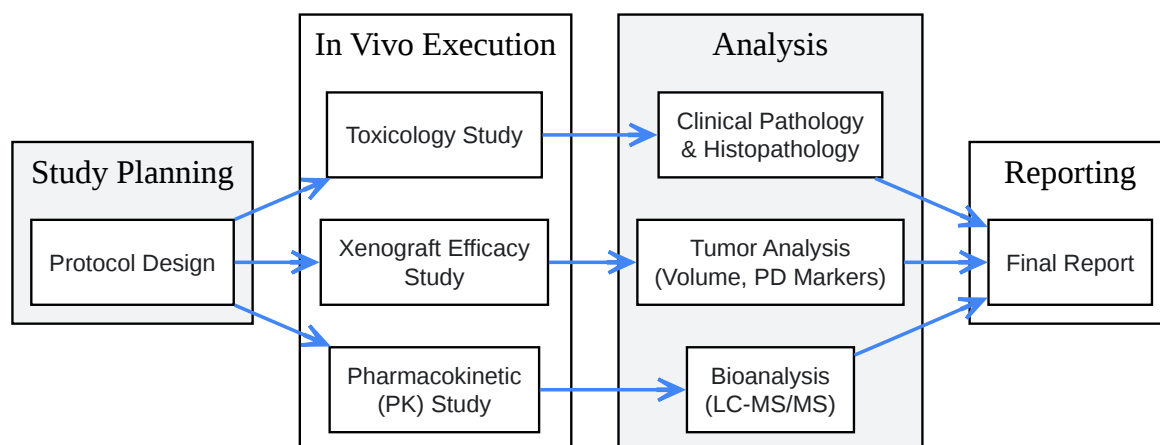 Study Planning
Protocol Design
In Vivo Execution
Toxicology Study
Xenograft Efficacy
Study
Pharmacokinetic
(PK) Study
Analysis
Clinical Pathology
& Histopathology
Tumor Analysis
(Volume, PD Markers)
Bioanalysis
(LC-MS/MS)
Reporting
Final Report